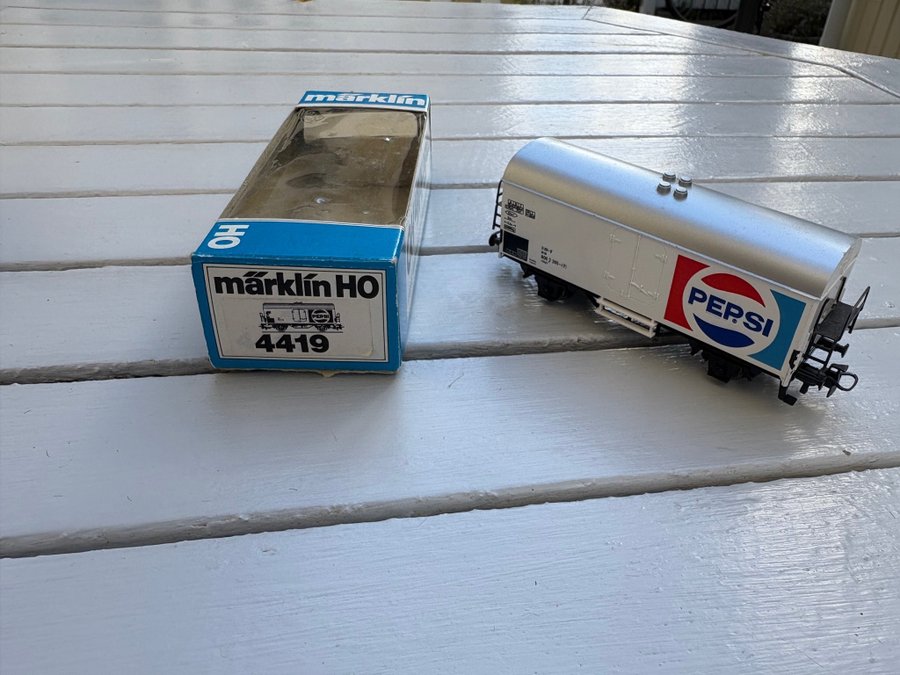 märklin
HO
märklin HO
4419
PEPSI